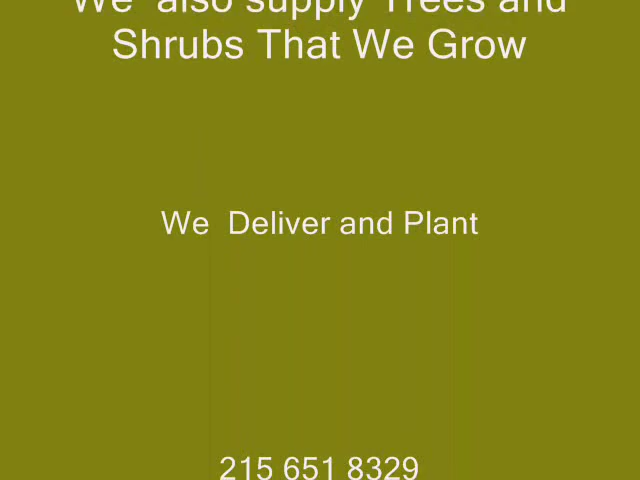 We  also supply Trees and
Shrubs That We Grow
We  Deliver and Plant
215 651 8329